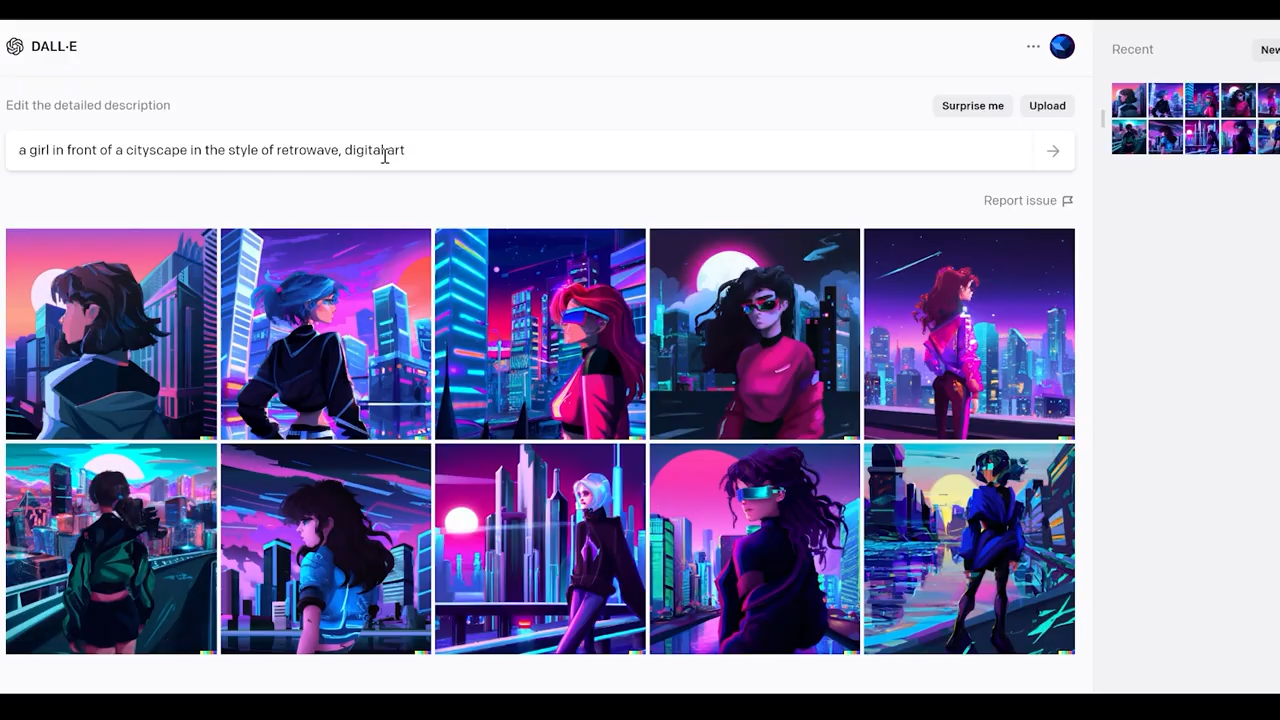 DALL·E
Recent
New
Edit the detailed description
Surprise me
Upload
a girl in front of a cityscape in the style of retrowave, digital art
Report issue